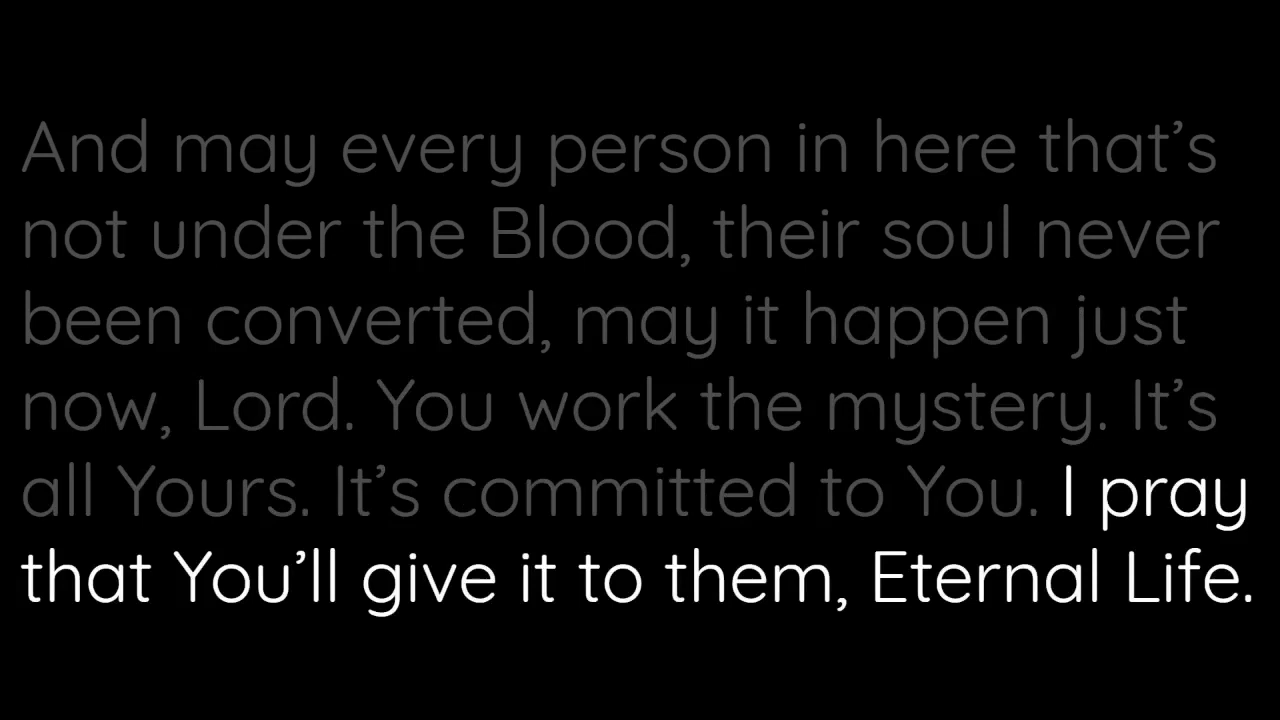 And may every person in here that’s
not under the Blood, their soul never
been converted, may it happen just
now, Lord. You work the mystery. It’s
all Yours. It’s committed to You. I pray
that You’ll give it to them, Eternal Life.